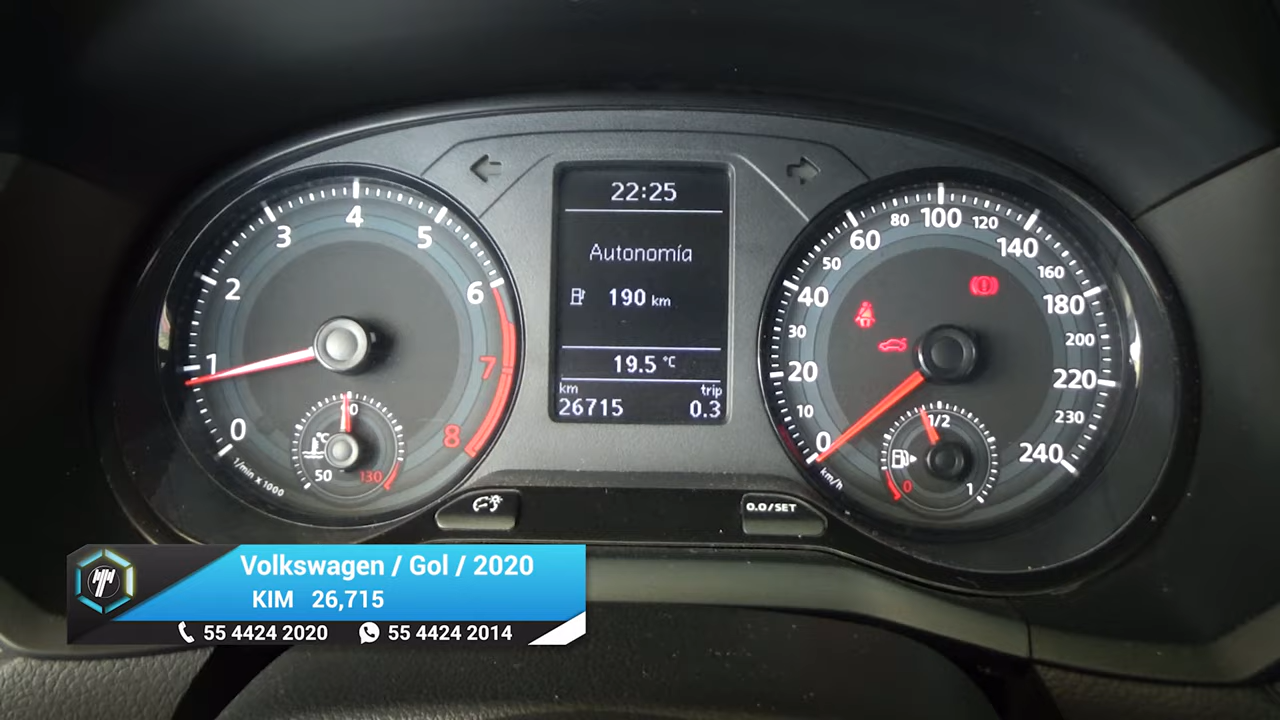 22:25
Autonomía
190 km
19.5 °C
km trip
26715 0.3
0 1 2 3 4 5 6 7 8
1/min x 1000
50 90 130
°C
0 10 20 30 40 50 60 80 100 120 140 160 180 200 220 230 240
km/h
0 1/2 1
0.0/SET
Volkswagen / Gol / 2020
KIM 26,715
55 4424 2020 55 4424 2014